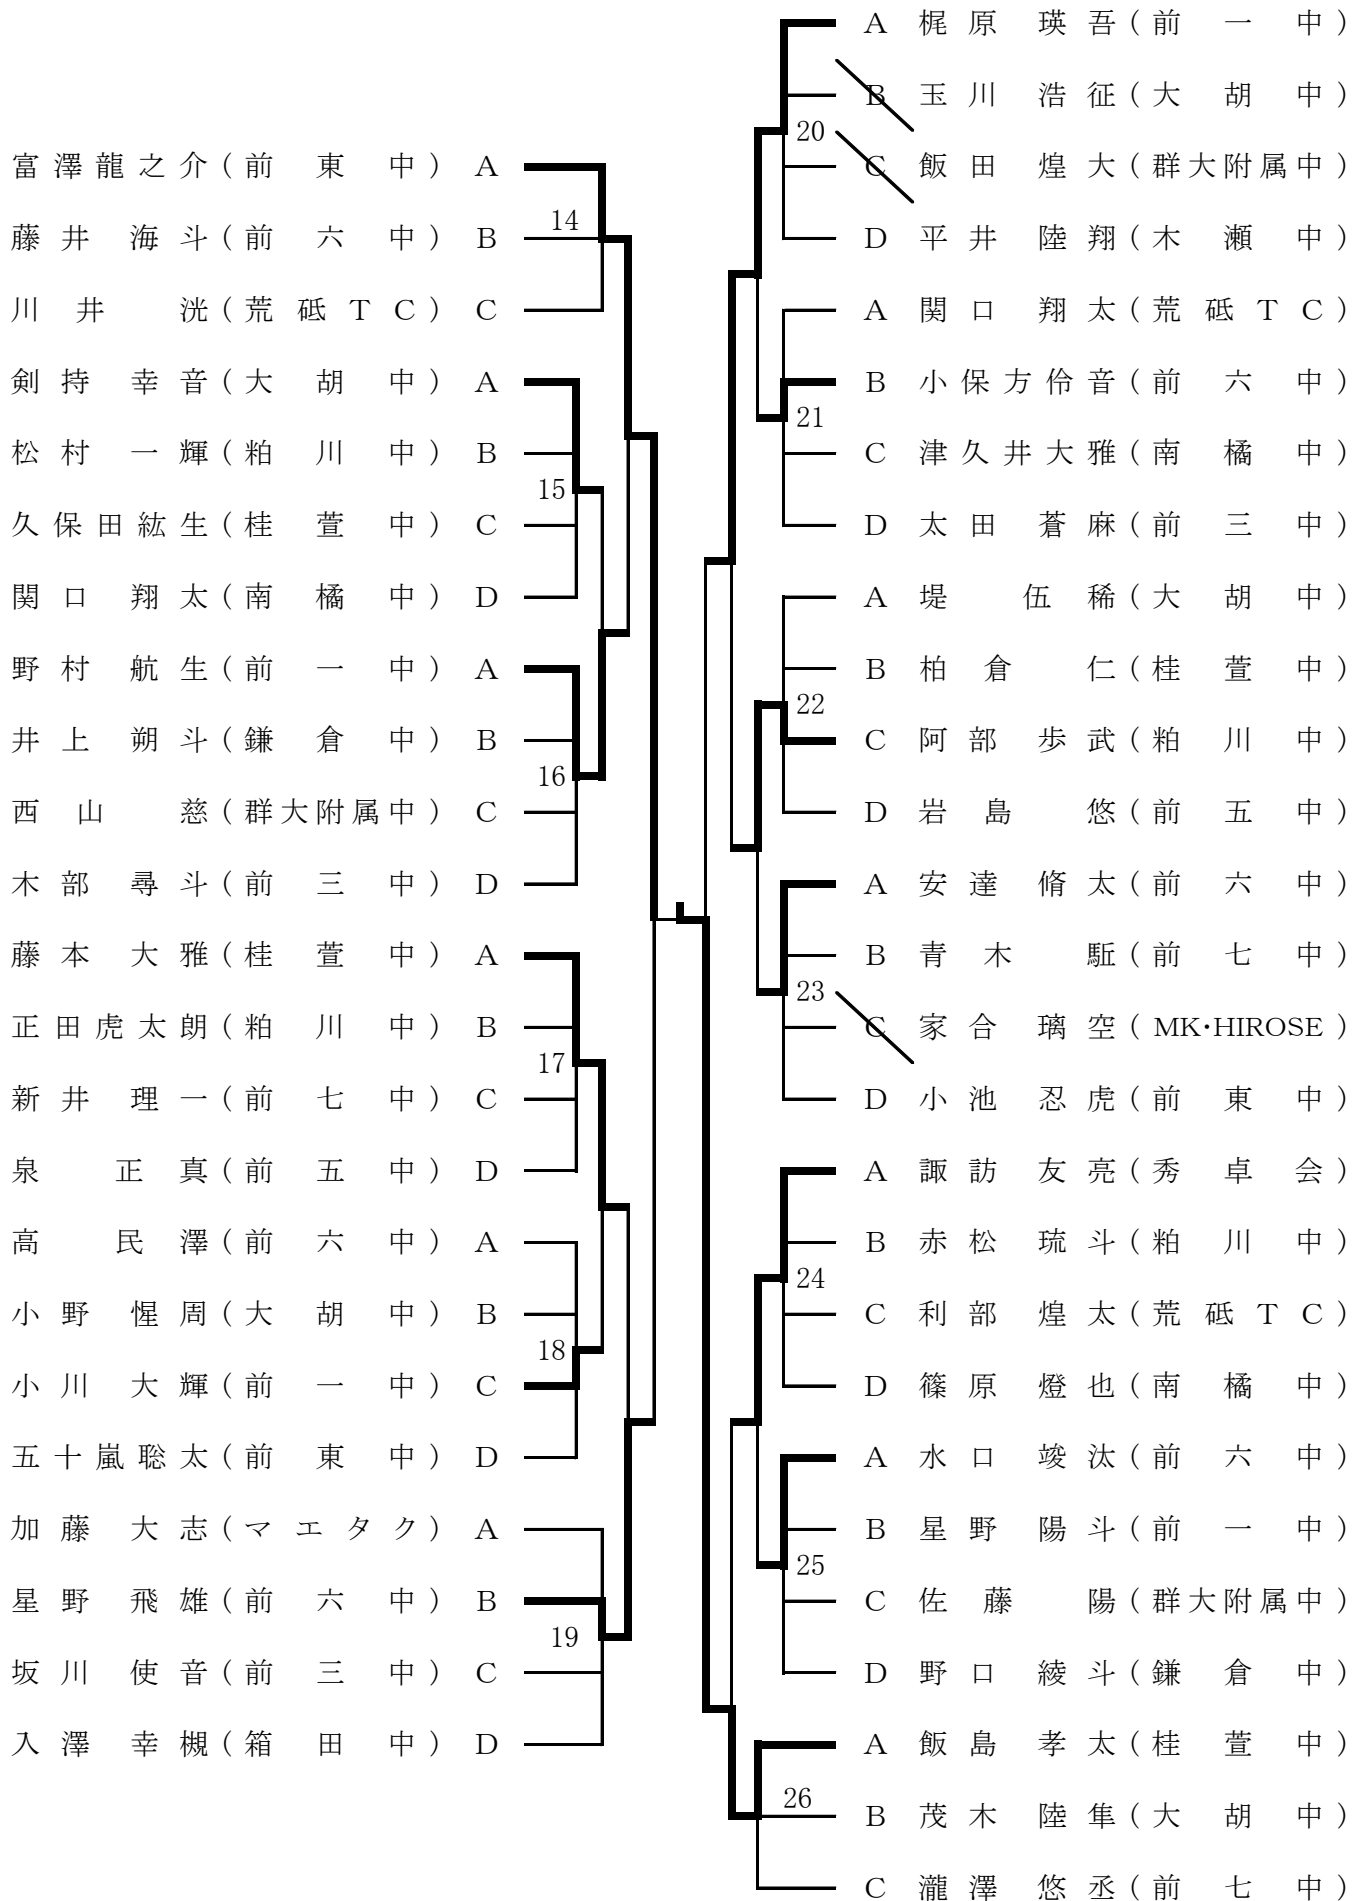 富澤龍之介(前東中) A
14
藤井海斗(前六中) B
川井洸(荒砥TC) C
剣持幸音(大胡中) A
松村一輝(粕川中) B
15
久保田紘生(桂萱中) C
関口翔太(南橘中) D
野村航生(前一中) A
井上朔斗(鎌倉中) B
16
西山慈(群大附属中) C
木部尋斗(前三中) D
藤本大雅(桂萱中) A
正田虎太朗(粕川中) B
17
新井理一(前七中) C
泉正真(前五中) D
高民澤(前六中) A
小野惺周(大胡中) B
18
小川大輝(前一中) C
五十嵐聡太(前東中) D
加藤大志(マエタク) A
星野飛雄(前六中) B
19
坂川使音(前三中) C
入澤幸槻(箱田中) D
A 梶原瑛吾(前一中)
B 玉川浩征(大胡中)
20
C 飯田煌大(群大附属中)
D 平井陸翔(木瀬中)
A 関口翔太(荒砥TC)
B 小保方伶音(前六中)
21
C 津久井大雅(南橘中)
D 太田蒼麻(前三中)
A 堤伍稀(大胡中)
B 柏倉仁(桂萱中)
22
C 阿部歩武(粕川中)
D 岩島悠(前五中)
A 安達脩太(前六中)
B 青木駈(前七中)
23
C 家合璃空(MK・HIROSE)
D 小池忍虎(前東中)
A 諏訪友亮(秀卓会)
B 赤松琉斗(粕川中)
24
C 利部煌太(荒砥TC)
D 篠原燈也(南橘中)
A 水口竣汰(前六中)
B 星野陽斗(前一中)
25
C 佐藤陽(群大附属中)
D 野口綾斗(鎌倉中)
A 飯島孝太(桂萱中)
26
B 茂木陸隼(大胡中)
C 瀧澤悠丞(前七中)